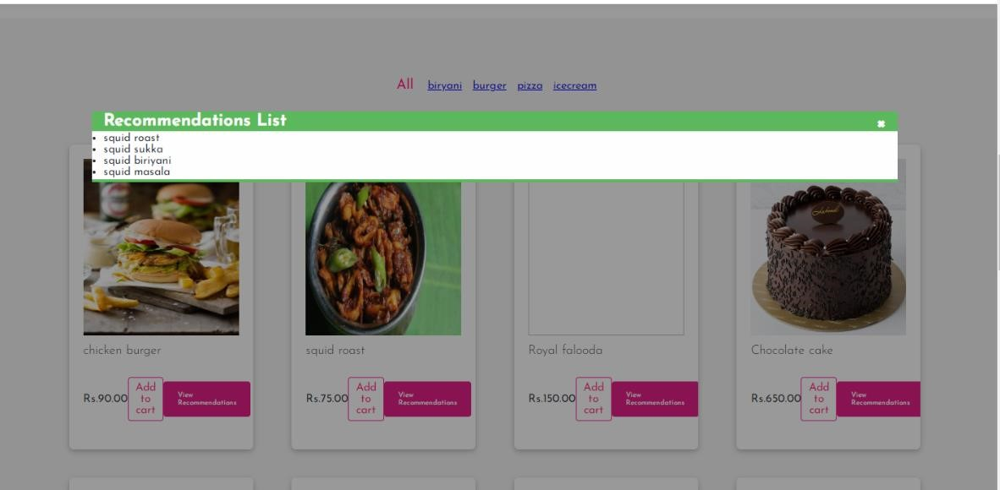 All biryani burger pizza icecream
Recommendations List ✖
squid roast
squid sukka
squid biriyani
squid masala
chicken burger
squid roast
Royal falooda
Chocolate cake
Rs.90.00
Add
to
cart
View
Recommendations
Rs.75.00
Add
to
cart
View
Recommendations
Rs.150.00
Add
to
cart
View
Recommendations
Rs.650.00
Add
to
cart
View
Recommendations